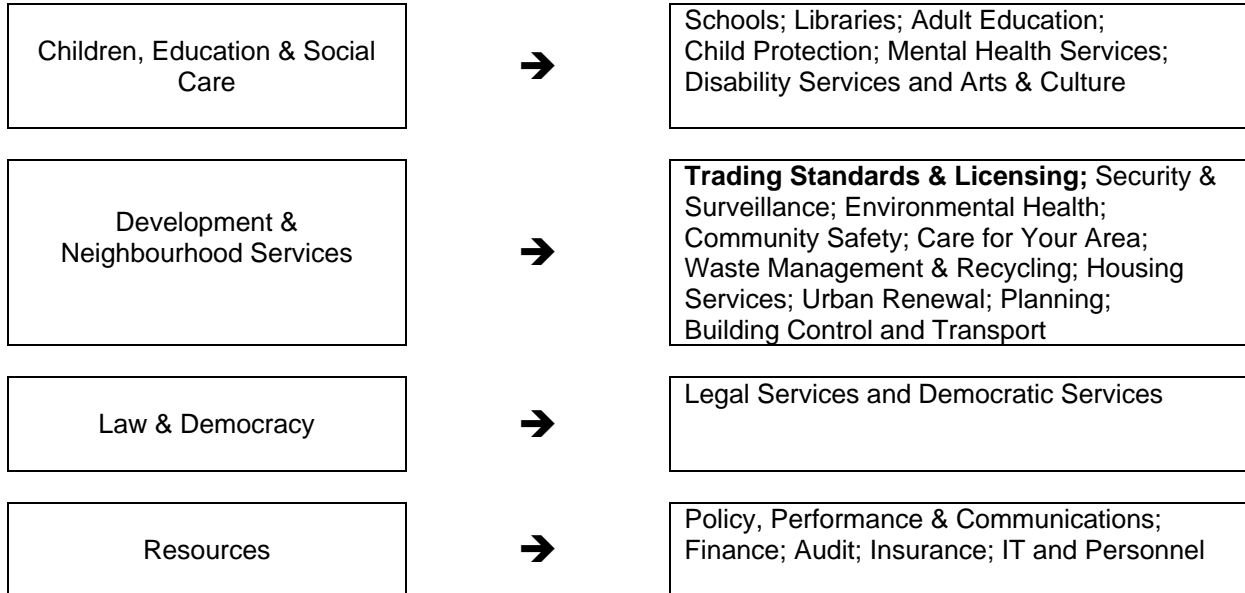 Children, Education & Social
Care
➔
Schools; Libraries; Adult Education;
Child Protection; Mental Health Services;
Disability Services and Arts & Culture
Development &
Neighbourhood Services
➔
Trading Standards & Licensing; Security &
Surveillance; Environmental Health;
Community Safety; Care for Your Area;
Waste Management & Recycling; Housing
Services; Urban Renewal; Planning;
Building Control and Transport
Law & Democracy
➔
Legal Services and Democratic Services
Resources
➔
Policy, Performance & Communications;
Finance; Audit; Insurance; IT and Personnel